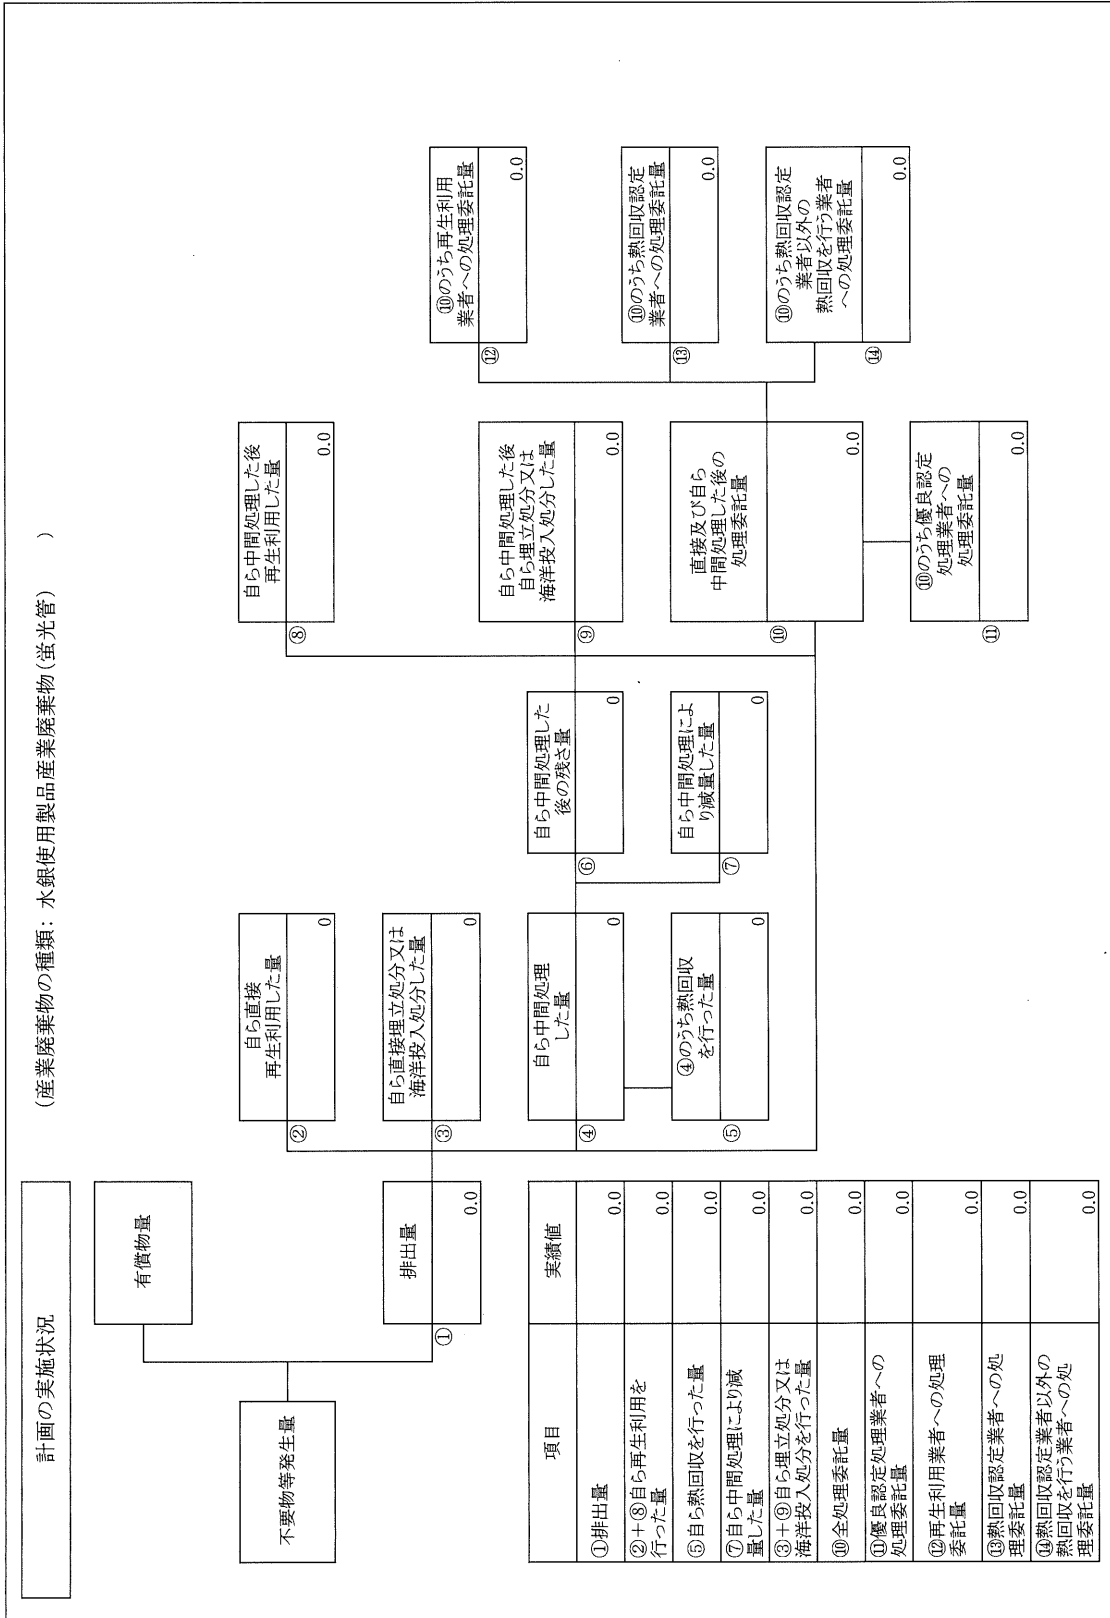 計画の実施状況
(産業廃棄物の種類: 水銀使用製品産業廃棄物(蛍光管) )
不要物等発生量
有償物量
①
排出量
0.0
②
自ら直接
再生利用した量
0
③
自ら直接埋立処分又は
海洋投入処分した量
0
④
自ら中間処理
した量
0
⑤
④のうち熱回収
を行った量
0
⑥
自ら中間処理した
後の残さ量
0
⑦
自ら中間処理によ
り減量した量
0
⑧
自ら中間処理した後
再生利用した量
0.0
⑨
自ら中間処理した後
自ら埋立処分又は
海洋投入処分した量
0.0
⑩
直接及び自ら
中間処理した後の
処理委託量
0.0
⑪
⑩のうち優良認定
処理業者への
処理委託量
0.0
⑫
⑩のうち再生利用
業者への処理委託量
0.0
⑬
⑩のうち熱回収認定
業者への処理委託量
0.0
⑭
⑩のうち熱回収認定
業者以外の
熱回収を行う業者
への処理委託量
0.0
項目 実績値
①排出量 0.0
②+⑧自ら再生利用を
行った量 0.0
⑤自ら熱回収を行った量 0.0
⑦自ら中間処理により減
量した量 0.0
③+⑨自ら埋立処分又は
海洋投入処分を行った量 0.0
⑩全処理委託量 0.0
⑪優良認定処理業者への
処理委託量 0.0
⑫再生利用業者への処理
委託量 0.0
⑬熱回収認定業者への処
理委託量 0.0
⑭熱回収認定業者以外の
熱回収を行う業者への処
理委託量 0.0